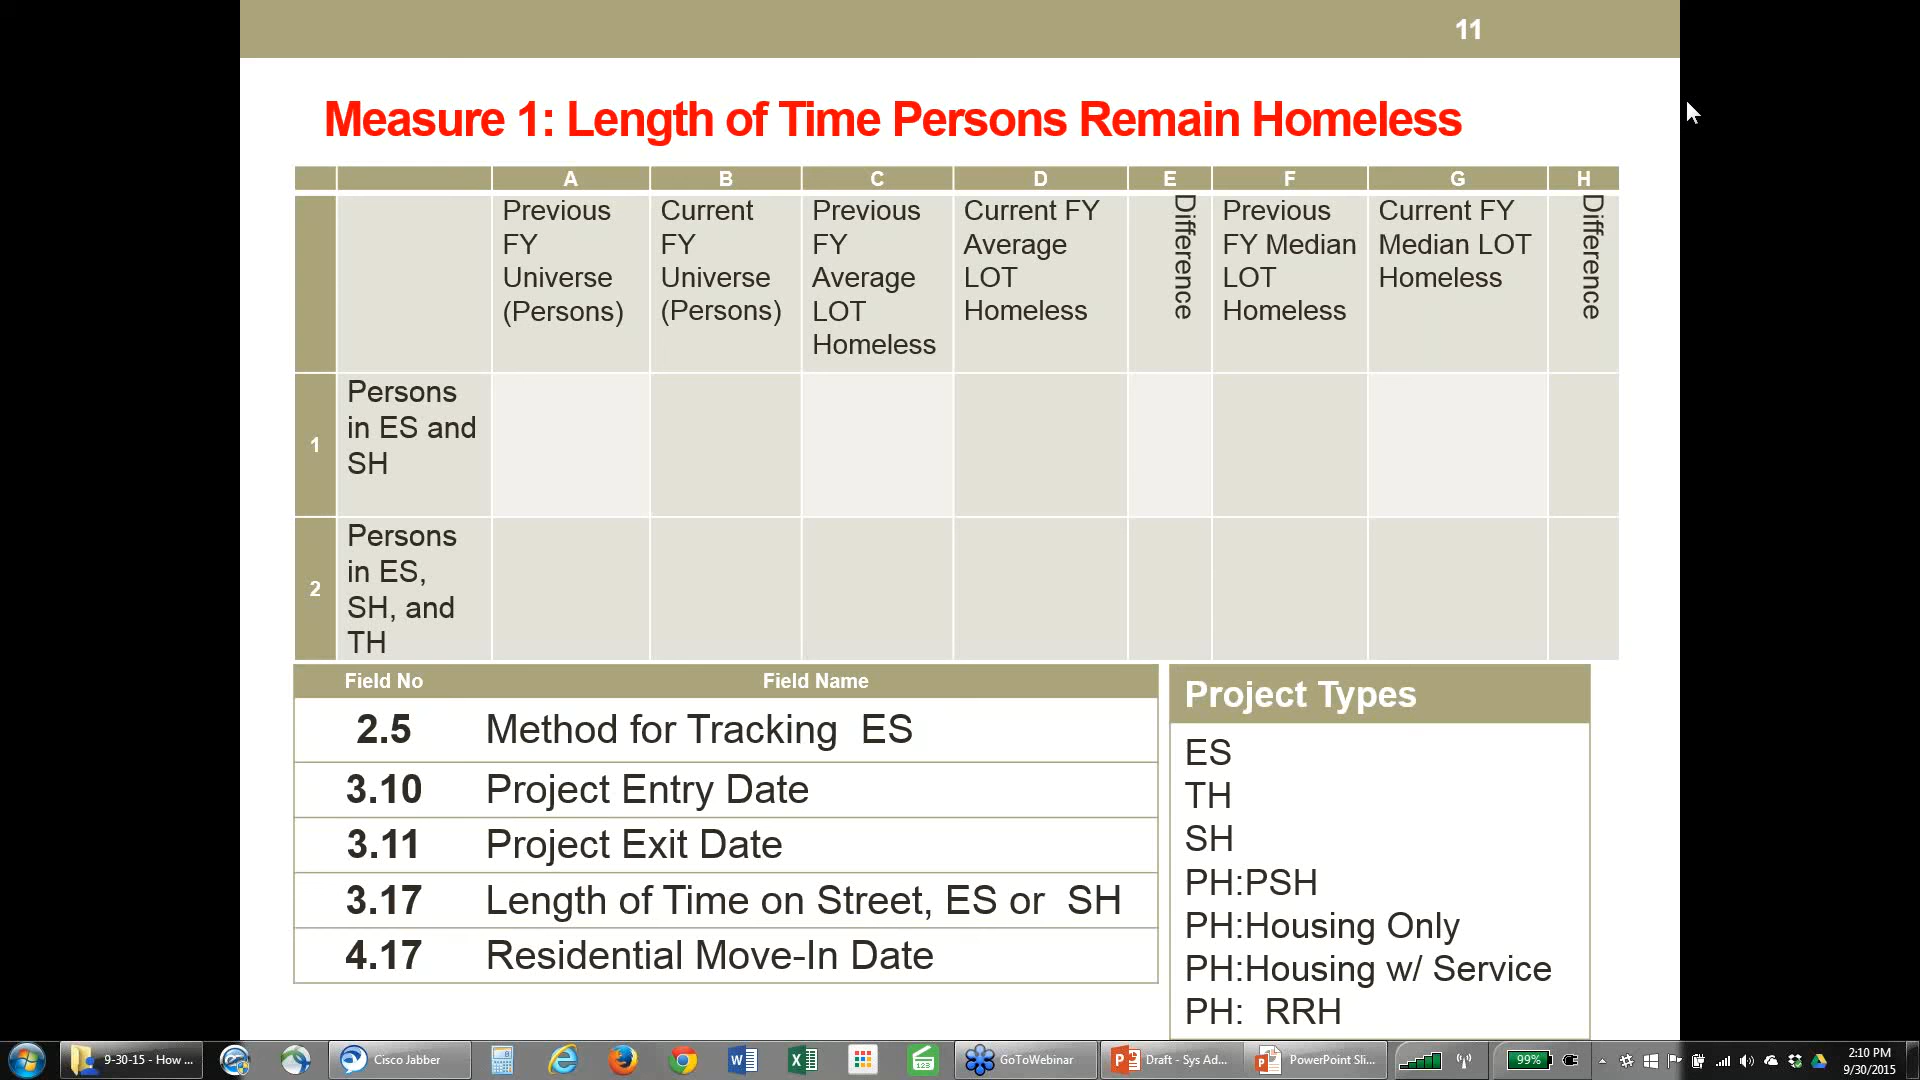 11
Measure 1: Length of Time Persons Remain Homeless
A B C D E F G H
Previous FY Universe (Persons)
Current FY Universe (Persons)
Previous FY Average LOT Homeless
Current FY Average LOT Homeless
Difference
Previous FY Median LOT Homeless
Current FY Median LOT Homeless
Difference
1
Persons
in ES and
SH
2
Persons
in ES,
SH, and
TH
Field No Field Name
2.5 Method for Tracking ES
3.10 Project Entry Date
3.11 Project Exit Date
3.17 Length of Time on Street, ES or SH
4.17 Residential Move-In Date
Project Types
ES
TH
SH
PH:PSH
PH:Housing Only
PH:Housing w/ Service
PH: RRH
9-30-15 - How ...
Cisco Jabber
123
GoToWebinar
Draft - Sys Ad...
PowerPoint Sli...
99%
2:10 PM
9/30/2015